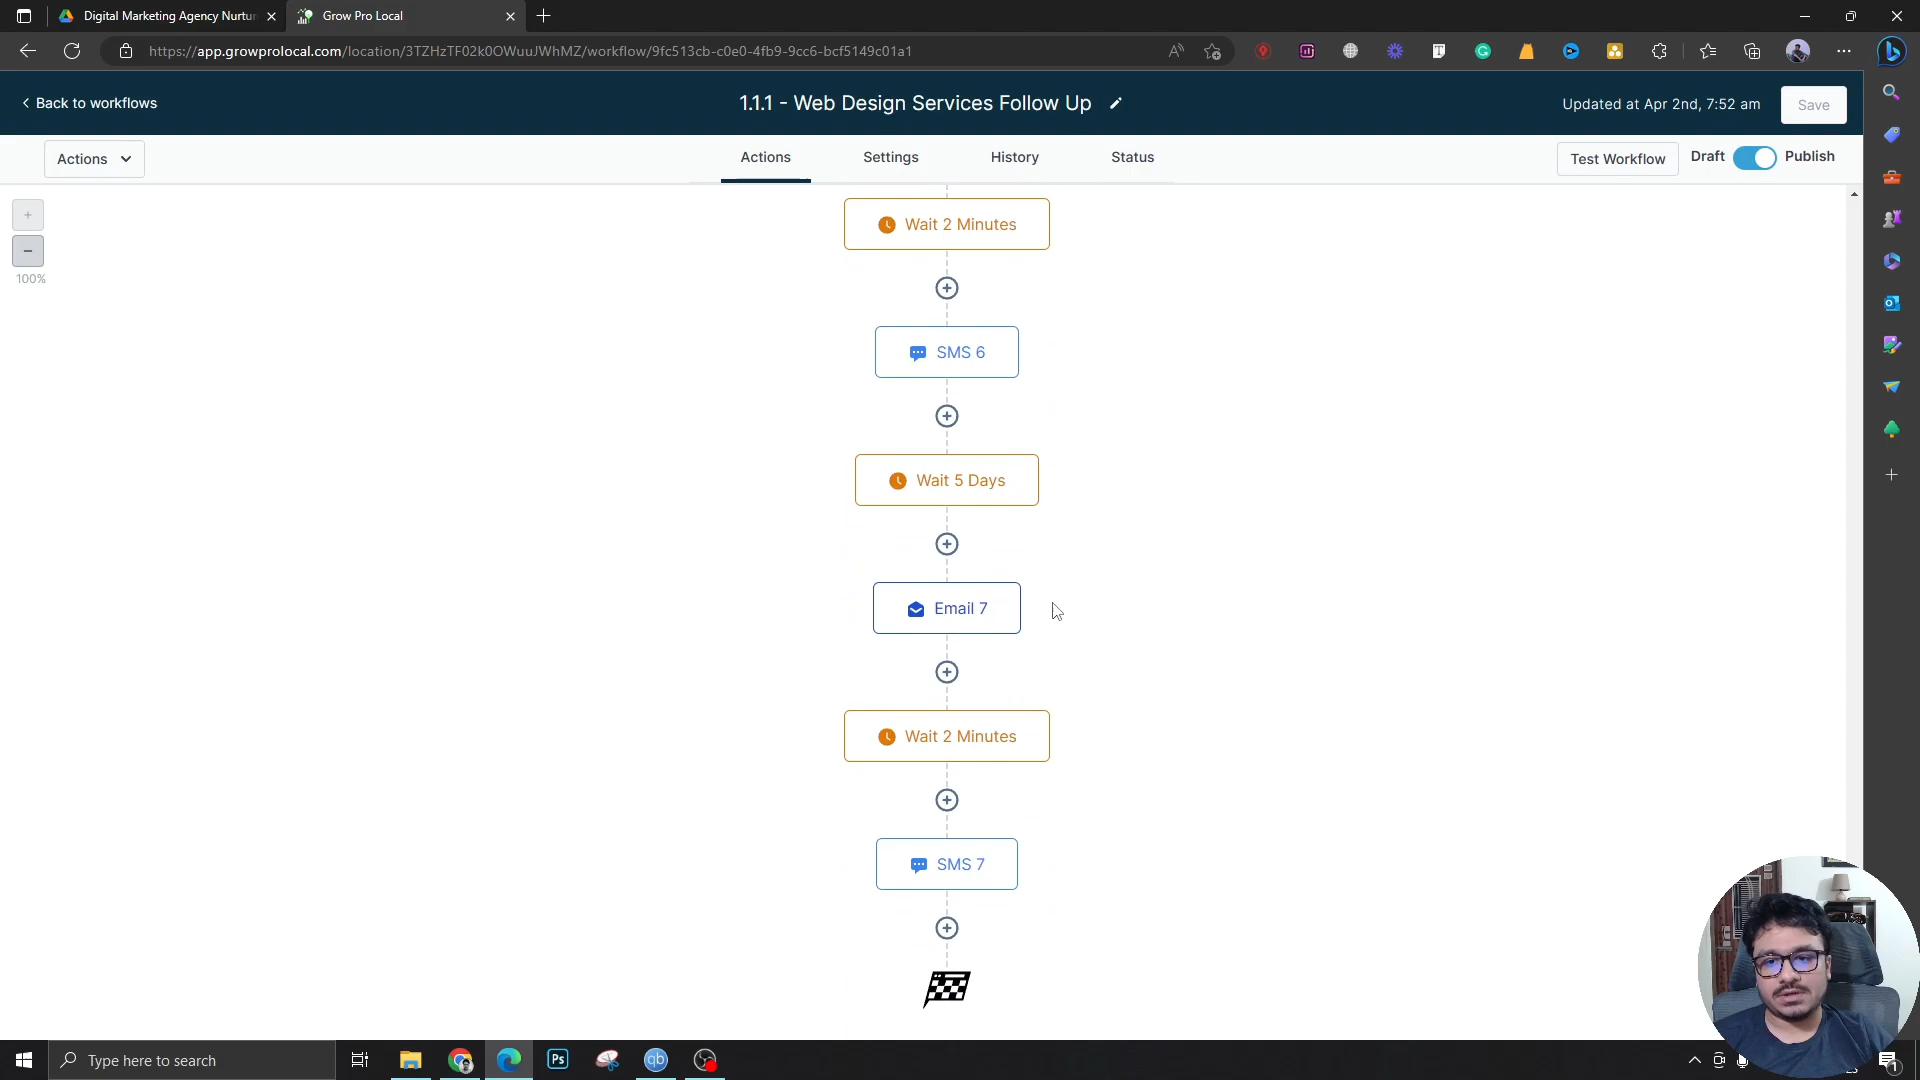 Digital Marketing Agency Nurtur
Grow Pro Local
https://app.growprolocal.com/location/3TZHzTF02k0OWuuJWhMZ/workflow/9fc513cb-c0e0-4fb9-9cc6-bcf5149c01a1
Back to workflows
1.1.1 - Web Design Services Follow Up
Updated at Apr 2nd, 7:52 am
Save
Actions
Actions
Settings
History
Status
Test Workflow
Draft
Publish
100%
Wait 2 Minutes
SMS 6
Wait 5 Days
Email 7
Wait 2 Minutes
SMS 7
Type here to search
Ps
qb
1